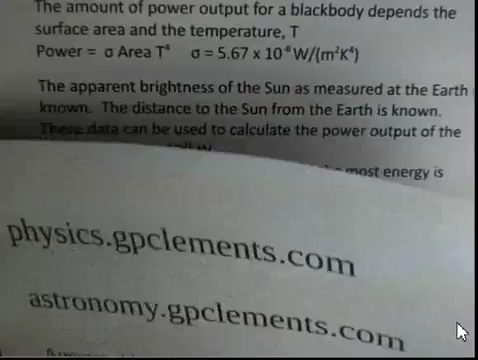 The amount of power output for a blackbody depends the
surface area and the temperature, T
Power = σ Area T⁴ σ = 5.67 x 10⁻⁸ W/(m²K⁴)
The apparent brightness of the Sun as measured at the Earth
known. The distance to the Sun from the Earth is known.
These data can be used to calculate the power output of the
most energy is
physics.gpclements.com
astronomy.gpclements.com